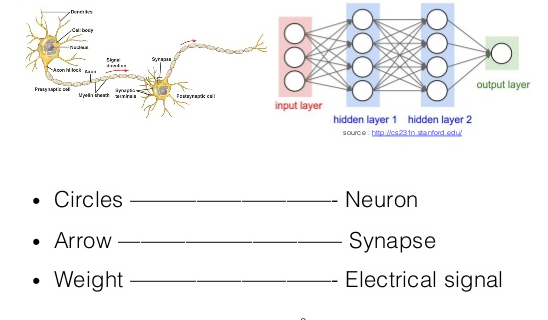 Dendrites
Cell body
Nucleus
Axon hillock
Axon
Signal direction
Synapse
Presynaptic cell
Myelin sheath
Synaptic terminals
Postsynaptic cell
input layer
hidden layer 1
hidden layer 2
output layer
source : http://cs231n.stanford.edu/
• Circles ———————————- Neuron
• Arrow ——————————— Synapse
• Weight ———————————- Electrical signal